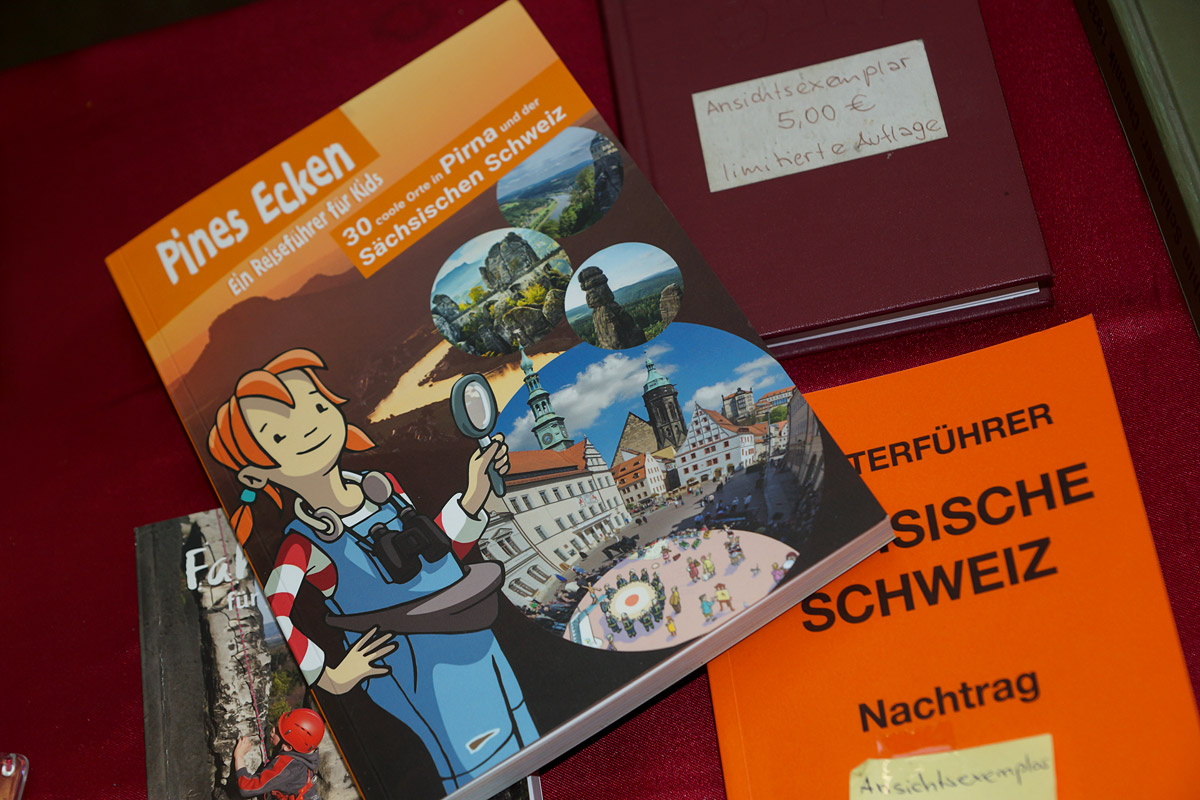 Pines Ecken
Ein Reiseführer für Kids
30 coole Orte in Pirna und der
Sächsischen Schweiz
Ansichtsexemplar
5,00 €
limitierte Auflage
TERFÜHRER
SISCHE
SCHWEIZ
Nachtrag
Ansichtsexemplar
für